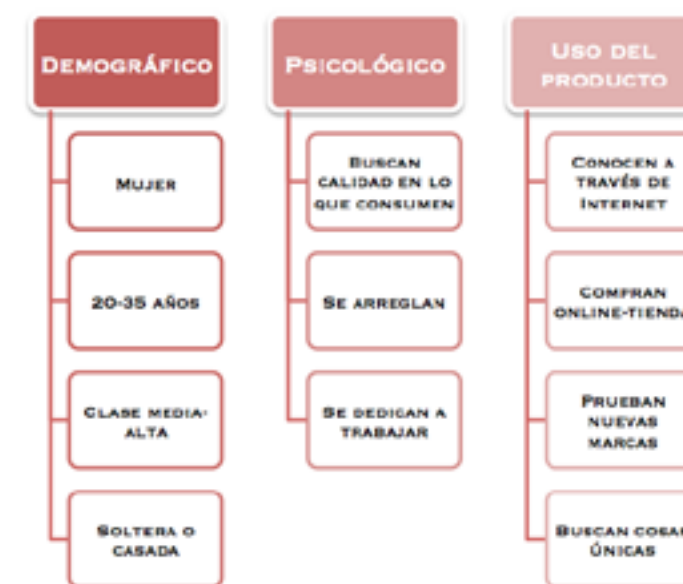 DEMOGRÁFICO
MUJER
20-35 AÑOS
CLASE MEDIA-
ALTA
SOLTERA O
CASADA
PSICOLÓGICO
BUSCAN
CALIDAD EN LO
QUE CONSUMEN
SE ARREGLAN
SE DEDICAN A
TRABAJAR
USO DEL
PRODUCTO
CONOCEN A
TRAVÉS DE
INTERNET
COMPRAN
ONLINE-TIENDA
PRUEBAN
NUEVAS
MARCAS
BUSCAN COSAS
ÚNICAS